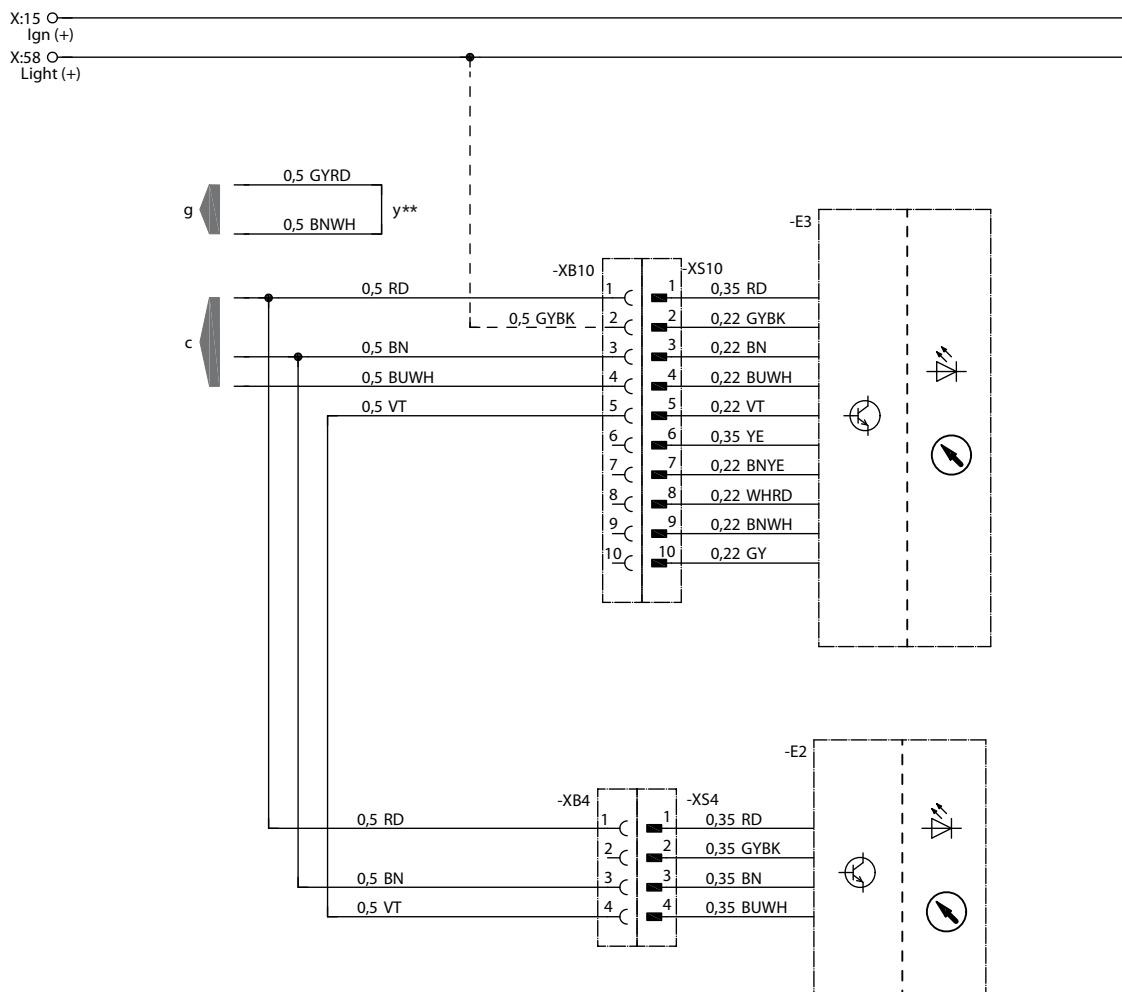 X:15
Ign (+)
X:58
Light (+)
0,5 GYRD
g
y**
0,5 BNWH
-E3
-XB10
-XS10
0,5 RD
1
1
0,35 RD
0,5 GYBK
2
2
0,22 GYBK
c
0,5 BN
3
3
0,22 BN
0,5 BUWH
4
4
0,22 BUWH
0,5 VT
5
5
0,22 VT
6
6
0,35 YE
7
7
0,22 BNYE
8
8
0,22 WHRD
9
9
0,22 BNWH
10
10
0,22 GY
-E2
-XB4
-XS4
0,5 RD
1
1
0,35 RD
2
2
0,35 GYBK
0,5 BN
3
3
0,35 BN
0,5 VT
4
4
0,35 BUWH